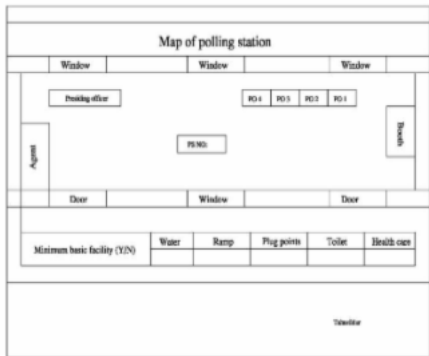 Map of polling station
Window Window Window
Presiding officer PO 4 PO 3 PO 2 PO 1
Agent PS NO: Booth
Door Window Door
Minimum basic facility (Y/N) Water Ramp Plug points Toilet Health care